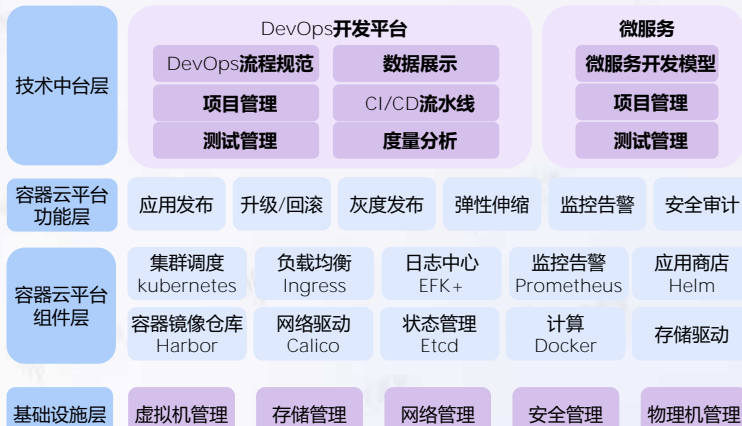 技术中台层
DevOps开发平台
DevOps流程规范
数据展示
项目管理
CI/CD流水线
测试管理
度量分析
微服务
微服务开发模型
项目管理
测试管理
容器云平台
功能层
应用发布
升级/回滚
灰度发布
弹性伸缩
监控告警
安全审计
容器云平台
组件层
集群调度
kubernetes
负载均衡
Ingress
日志中心
EFK+
监控告警
Prometheus
应用商店
Helm
容器镜像仓库
Harbor
网络驱动
Calico
状态管理
Etcd
计算
Docker
存储驱动
基础设施层
虚拟机管理
存储管理
网络管理
安全管理
物理机管理